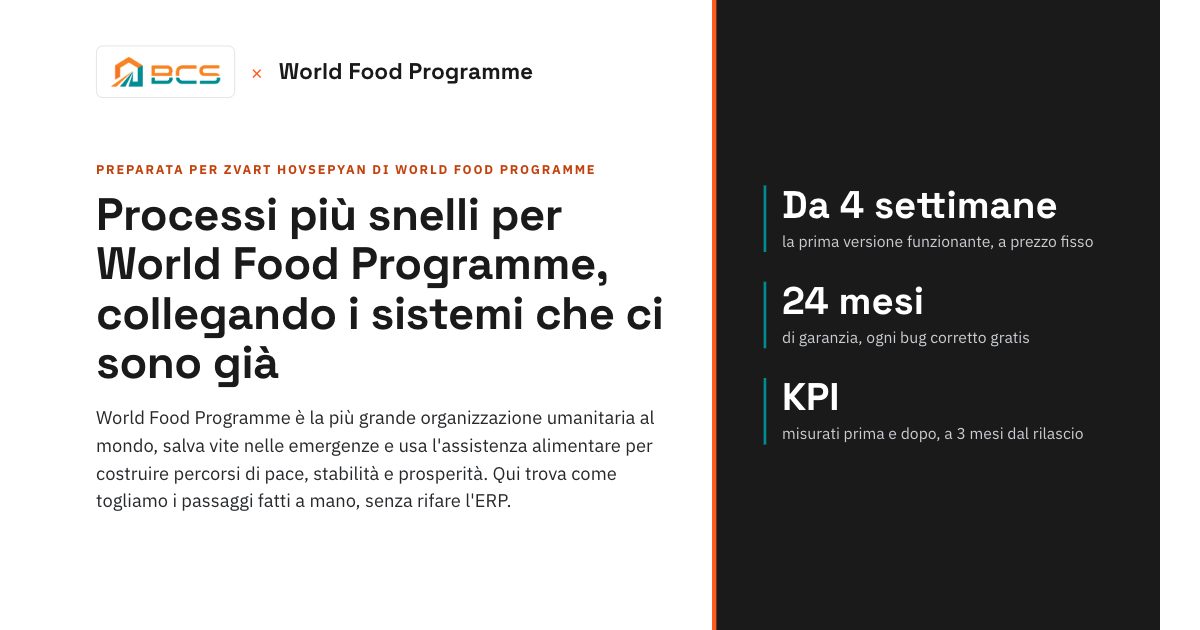 BCS × World Food Programme
PREPARATA PER ZVART HOVSEPYAN DI WORLD FOOD PROGRAMME
Processi più snelli per
World Food Programme,
collegando i sistemi che ci
sono già
World Food Programme è la più grande organizzazione umanitaria al
mondo, salva vite nelle emergenze e usa l'assistenza alimentare per
costruire percorsi di pace, stabilità e prosperità. Qui trova come
togliamo i passaggi fatti a mano, senza rifare l'ERP.
Da 4 settimane
la prima versione funzionante, a prezzo fisso
24 mesi
di garanzia, ogni bug corretto gratis
KPI
misurati prima e dopo, a 3 mesi dal rilascio